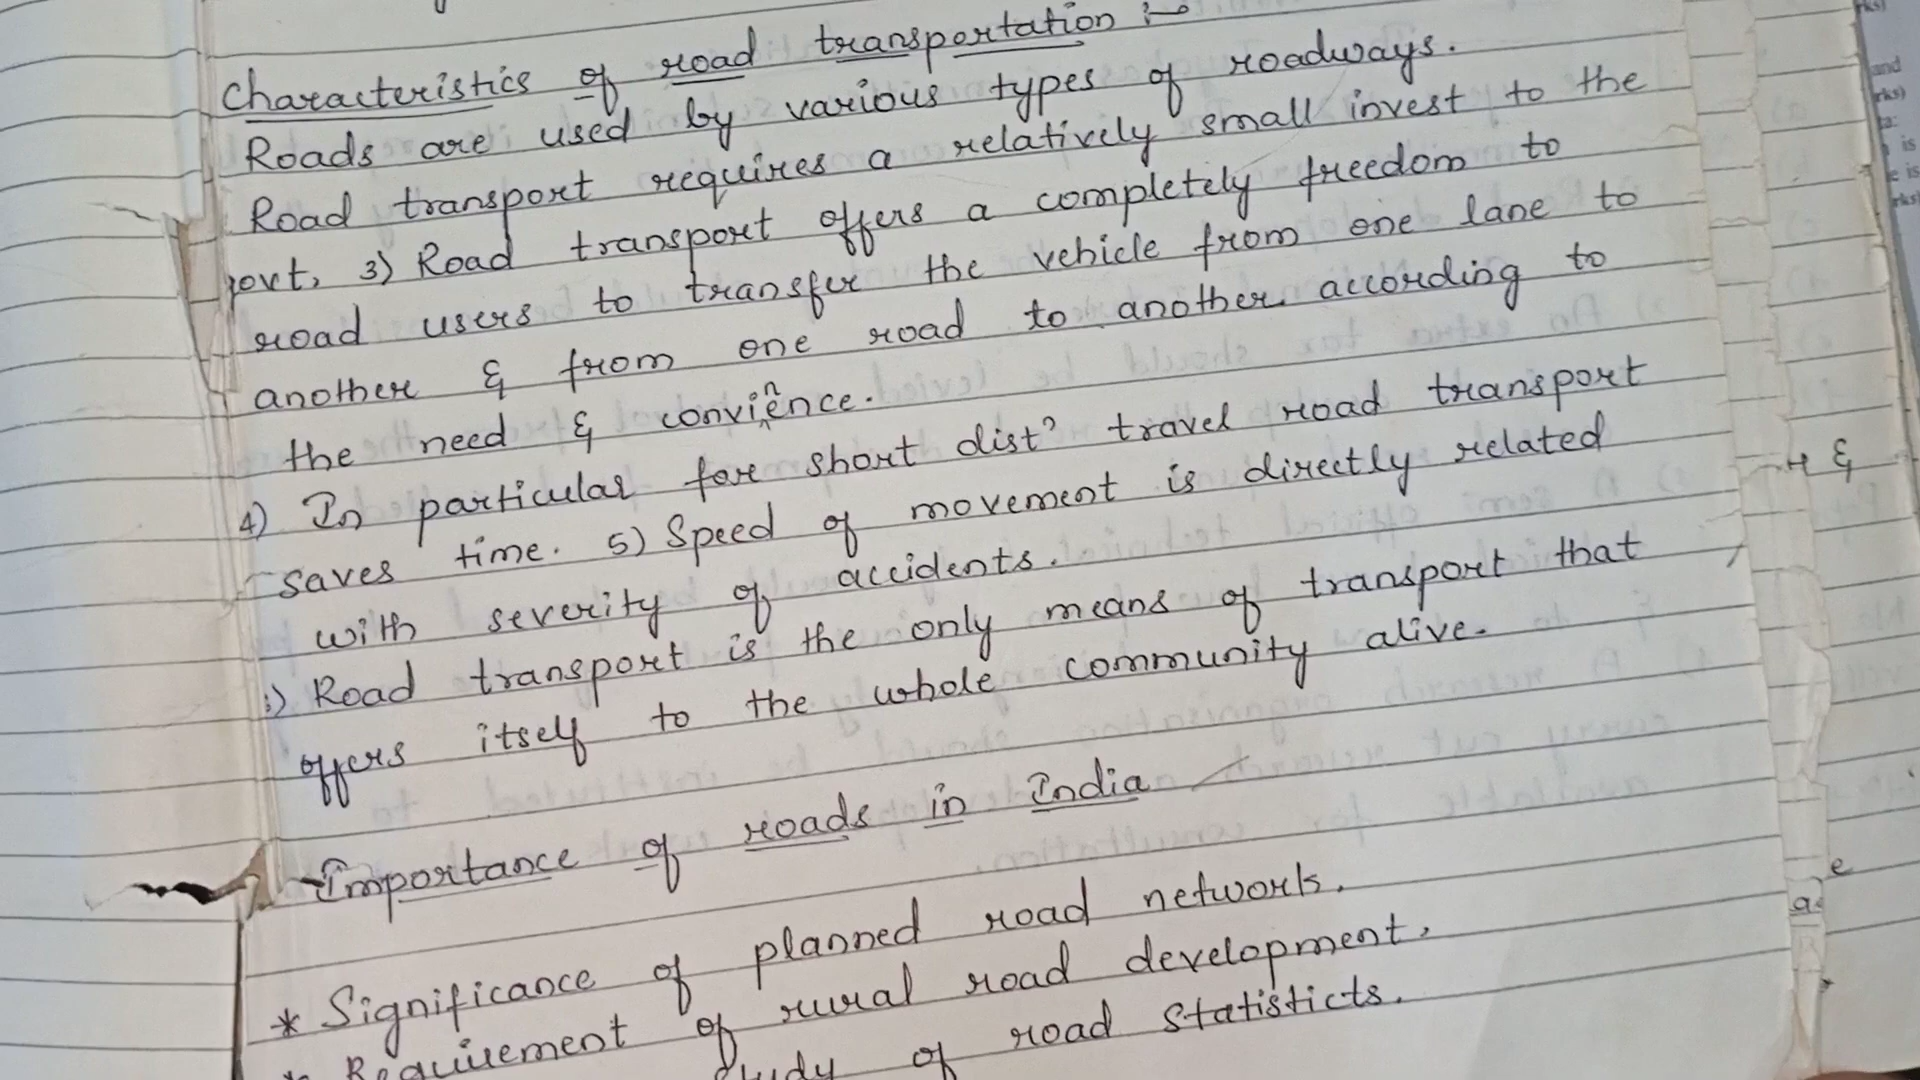 Characteristics of road transportation :-
Roads are used by various types of roadways.
Road transport requires a relatively small invest to the
govt, 3) Road transport offers a completely freedom to
road users to transfer the vehicle from one lane to
another & from one road to another according to
the need & convinence.
4) In particular for short dist? travel road transport
saves time. 5) Speed of movement is directly related
with severity of accidents.
Road transport is the only means of transport that
offers itself to the whole community alive.
Importance of roads in India
* Significance of planned road network.
* Requirement of rural road development.
study of road statisticts.